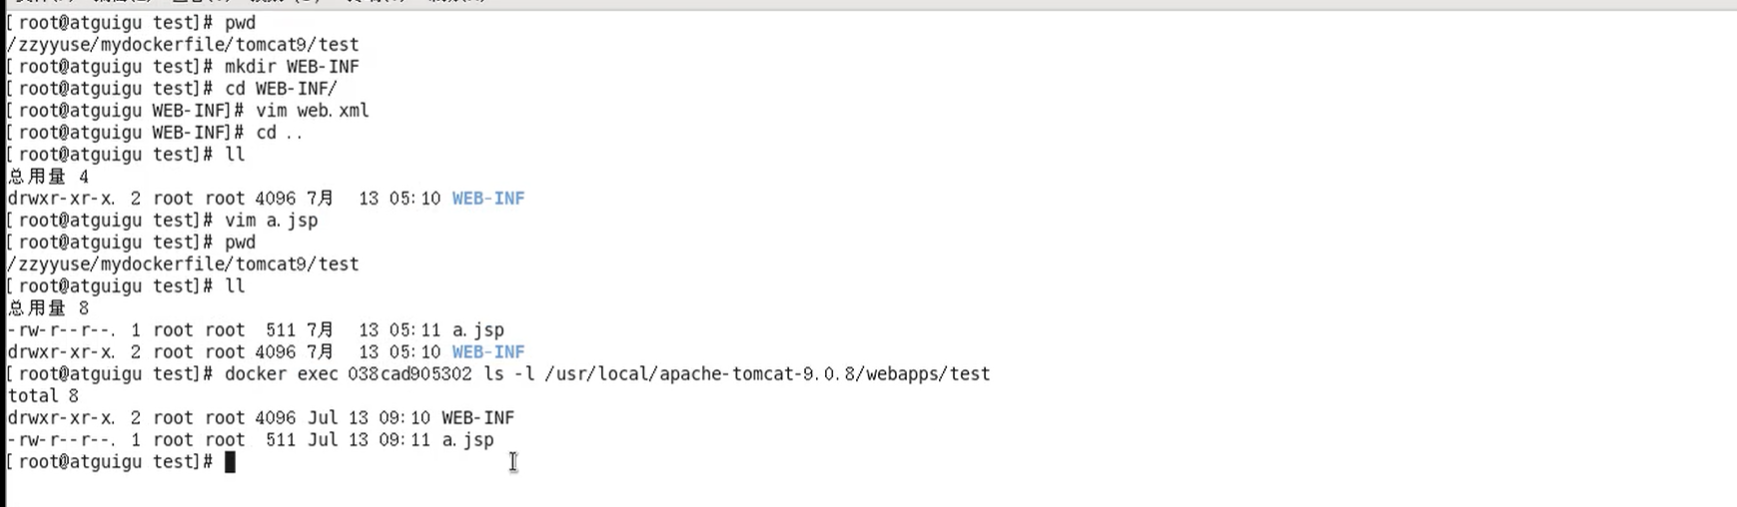 [root@atguigu test]# pwd
/zzyyuse/mydockerfile/tomcat9/test
[root@atguigu test]# mkdir WEB-INF
[root@atguigu test]# cd WEB-INF/
[root@atguigu WEB-INF]# vim web.xml
[root@atguigu WEB-INF]# cd ..
[root@atguigu test]# ll
总用量 4
drwxr-xr-x. 2 root root 4096 7月  13 05:10 WEB-INF
[root@atguigu test]# vim a.jsp
[root@atguigu test]# pwd
/zzyyuse/mydockerfile/tomcat9/test
[root@atguigu test]# ll
总用量 8
-rw-r--r--. 1 root root  511 7月  13 05:11 a.jsp
drwxr-xr-x. 2 root root 4096 7月  13 05:10 WEB-INF
[root@atguigu test]# docker exec 038cad905302 ls -l /usr/local/apache-tomcat-9.0.8/webapps/test
total 8
drwxr-xr-x. 2 root root 4096 Jul 13 09:10 WEB-INF
-rw-r--r--. 1 root root  511 Jul 13 09:11 a.jsp
[root@atguigu test]#